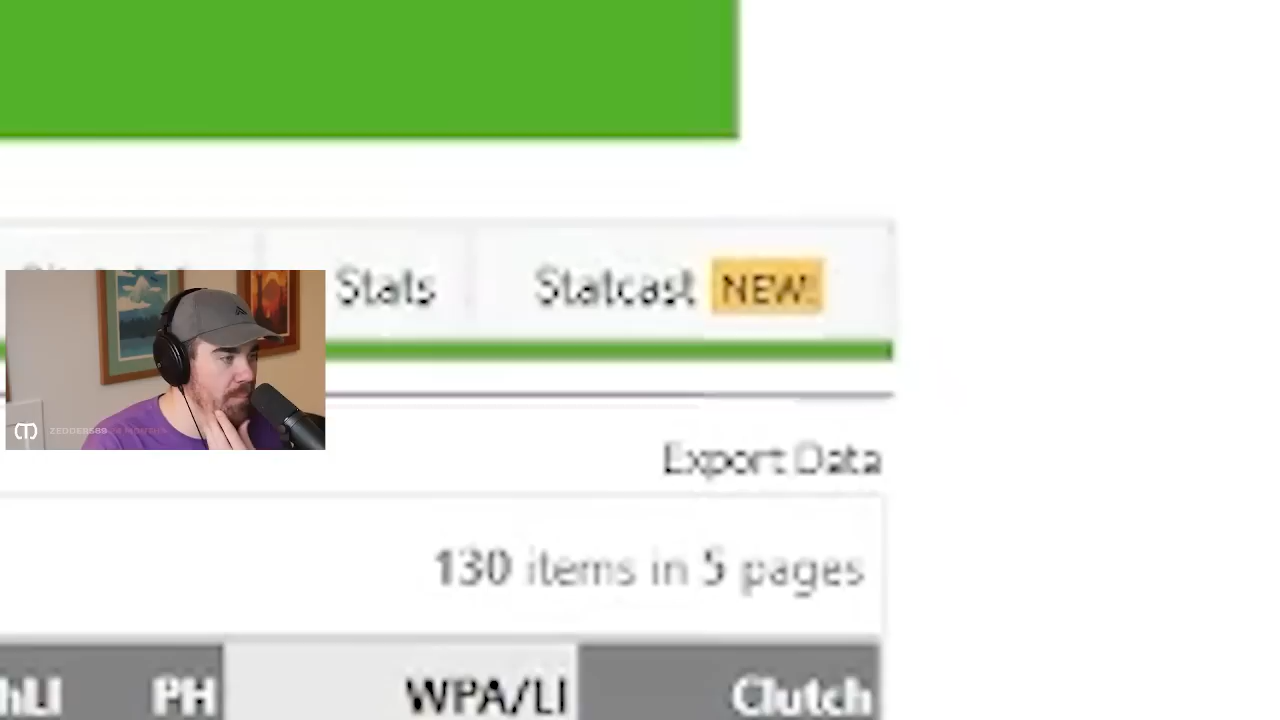 Stats Statcast NEW!
Export Data
130 items in 5 pages
PH WPA/LI Clutch